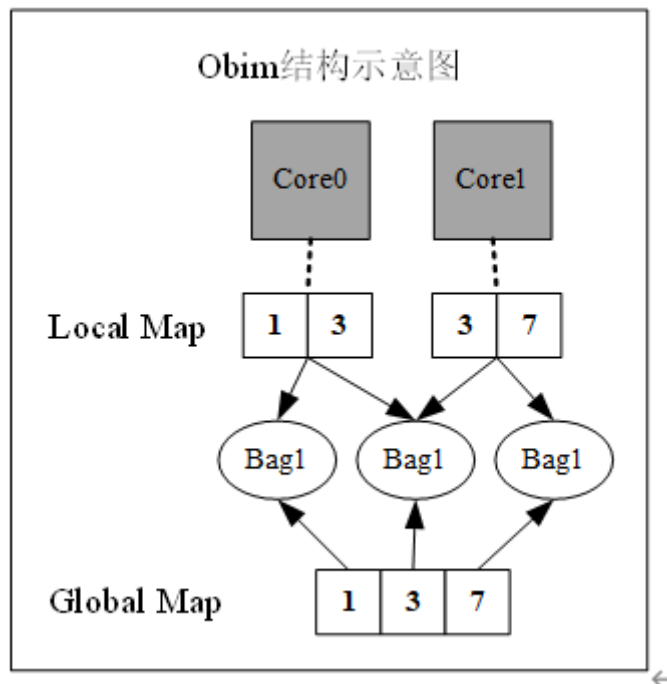 Obim结构示意图
Core0 Core1
Local Map 1 3 3 7
Bag1 Bag1 Bag1
Global Map 1 3 7